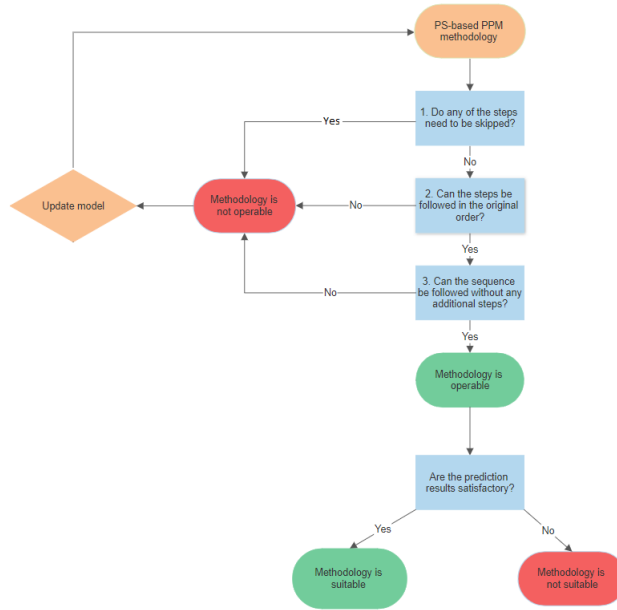 PS-based PPM
methodology
1. Do any of the steps
need to be skipped?
Yes
No
Update model
Methodology is
not operable
No
2. Can the steps be
followed in the original
order?
Yes
No
3. Can the sequence
be followed without any
additional steps?
Yes
Methodology is
operable
Are the prediction
results satisfactory?
Yes
No
Methodology is
suitable
Methodology is
not suitable